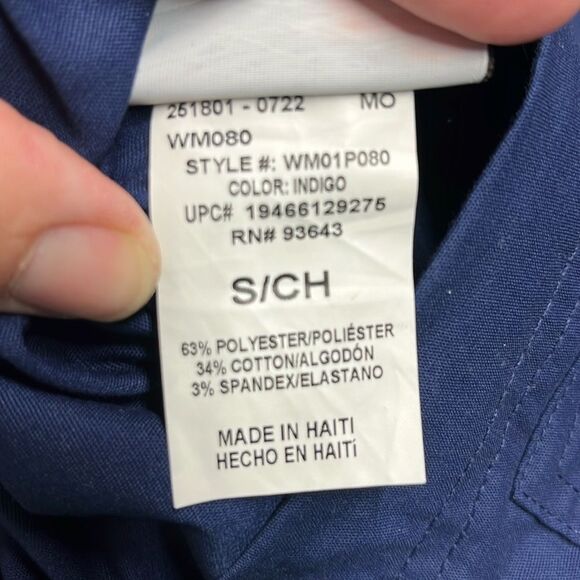 251801 - 0722 MO
WM080
STYLE #: WM01P080
COLOR: INDIGO
UPC# 19466129275
RN# 93643
S/CH
63% POLYESTER/POLIÉSTER
34% COTTON/ALGODÓN
3% SPANDEX/ELASTANO
MADE IN HAITI
HECHO EN HAITÍ